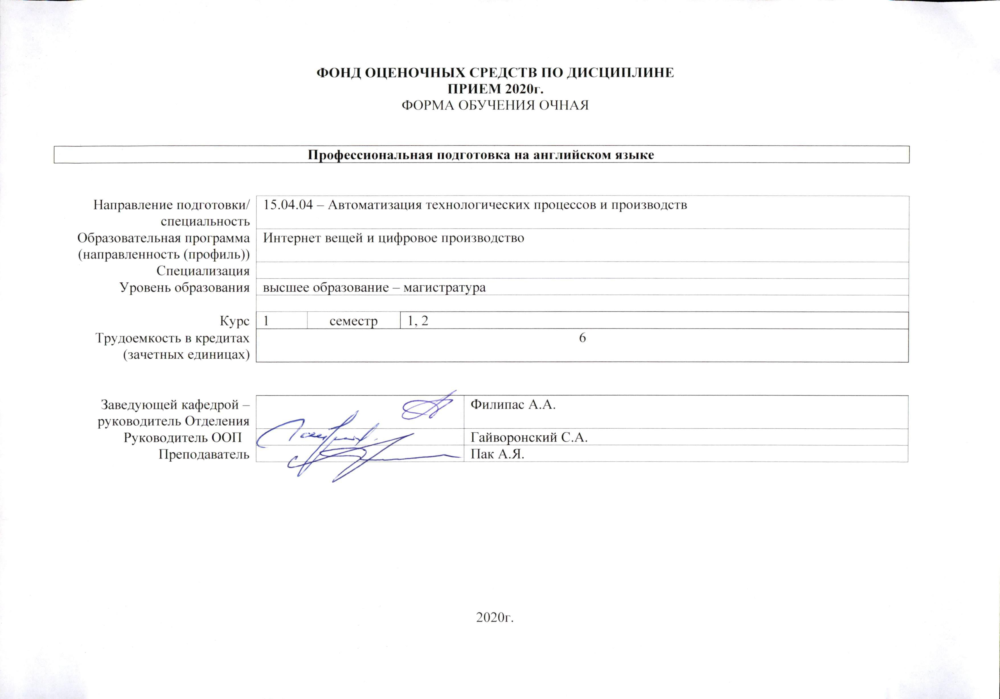 ФОНД ОЦЕНОЧНЫХ СРЕДСТВ ПО ДИСЦИПЛИНЕ
ПРИЕМ 2020г.
ФОРМА ОБУЧЕНИЯ ОЧНАЯ
Профессиональная подготовка на английском языке
Направление подготовки/ 15.04.04 – Автоматизация технологических процессов и производств
специальность
Образовательная программа Интернет вещей и цифровое производство
(направленность (профиль))
Специализация
Уровень образования высшее образование – магистратура
Курс 1 семестр 1, 2
Трудоемкость в кредитах 6
(зачетных единицах)
Заведующей кафедрой – Филипас А.А.
руководитель Отделения
Руководитель ООП Гайворонский С.А.
Преподаватель Пак А.Я.
2020г.